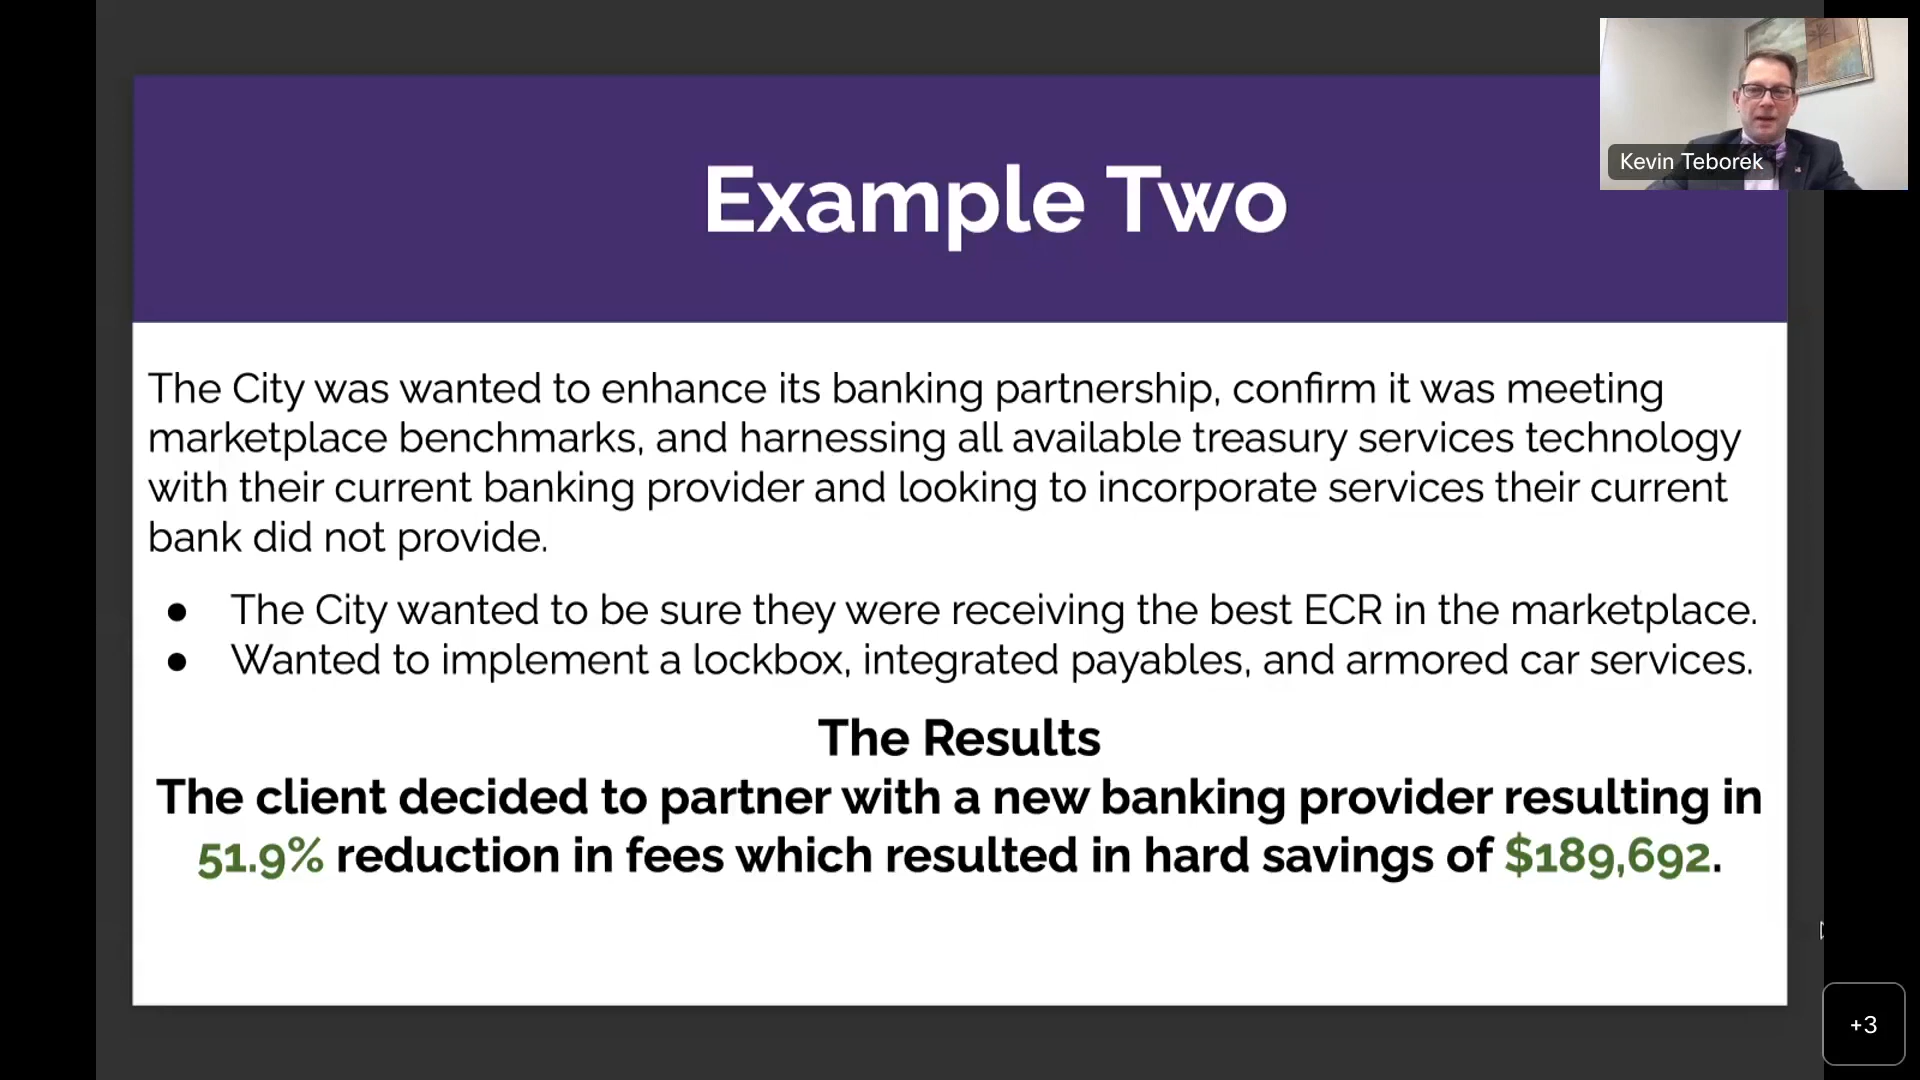 Example Two
Kevin Teborek
The City was wanted to enhance its banking partnership, confirm it was meeting
marketplace benchmarks, and harnessing all available treasury services technology
with their current banking provider and looking to incorporate services their current
bank did not provide.
● The City wanted to be sure they were receiving the best ECR in the marketplace.
● Wanted to implement a lockbox, integrated payables, and armored car services.
The Results
The client decided to partner with a new banking provider resulting in
51.9% reduction in fees which resulted in hard savings of $189,692.
+3